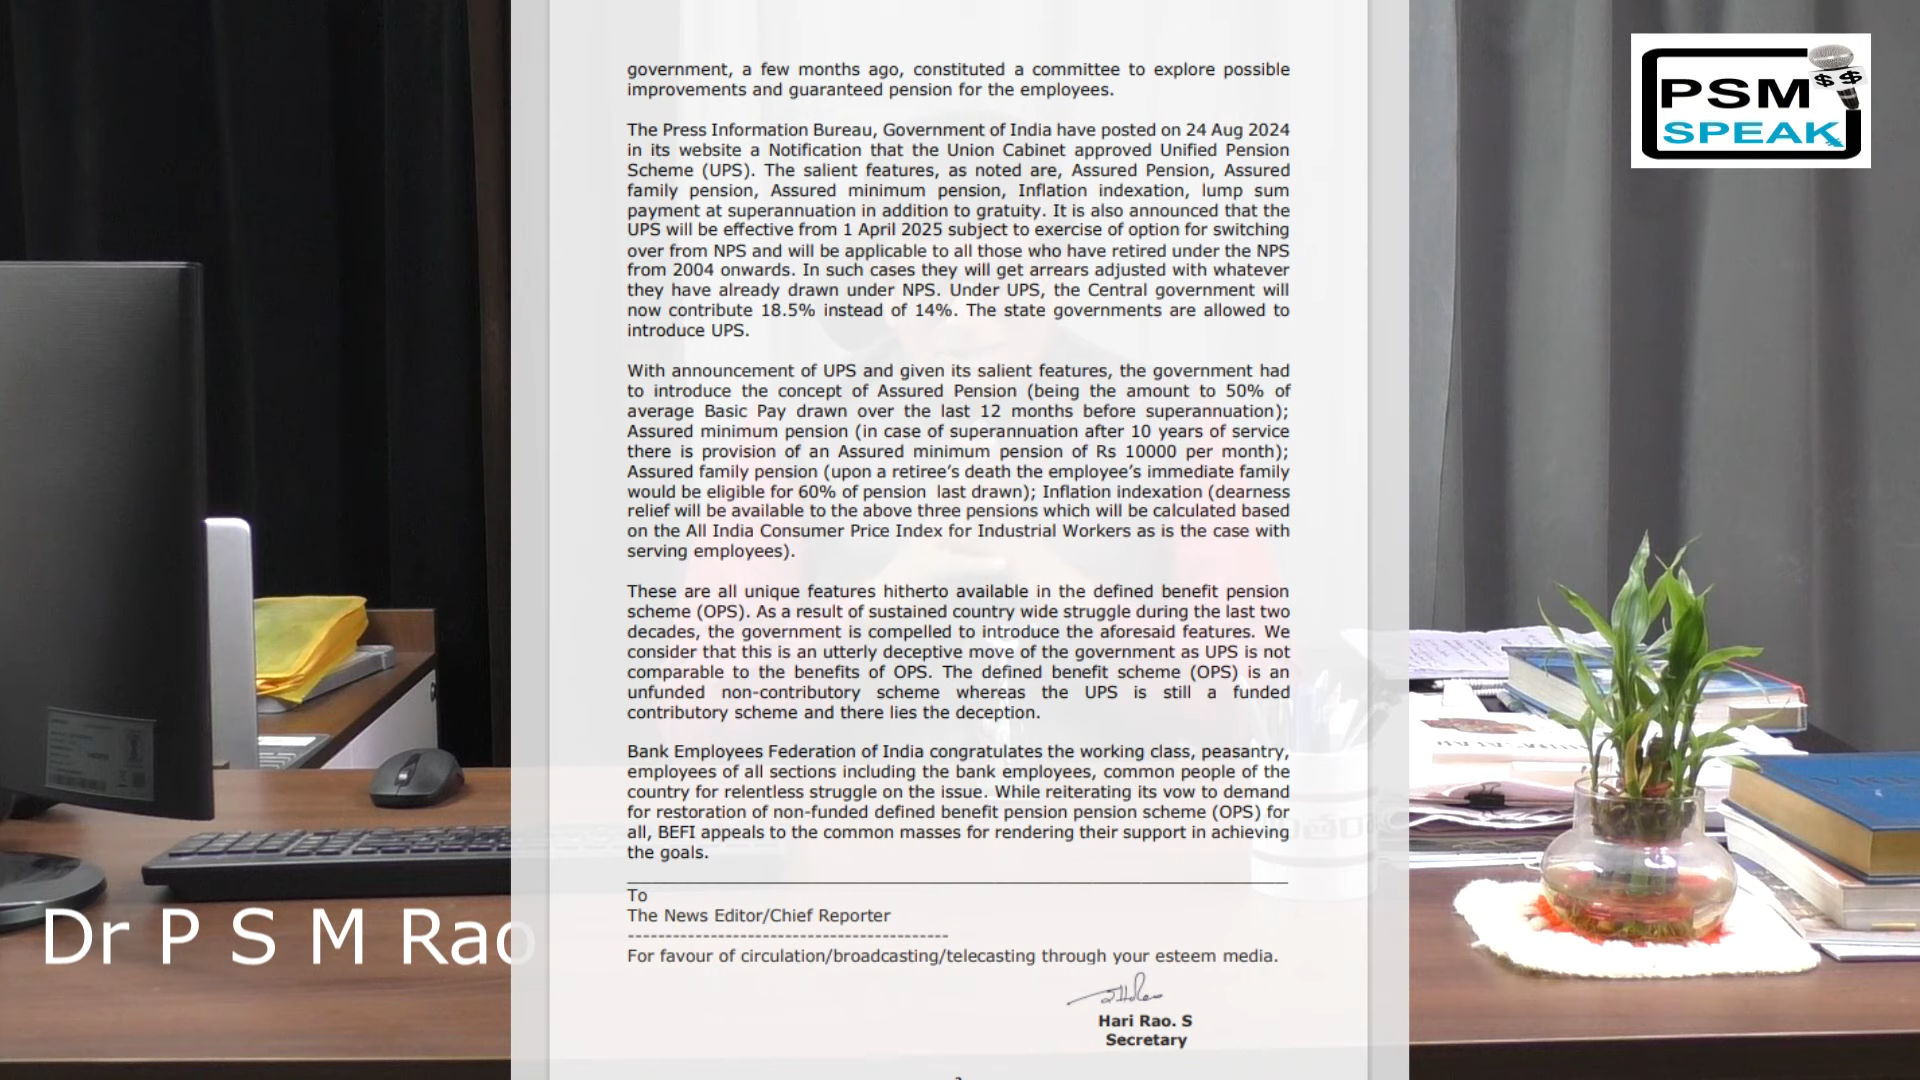 government, a few months ago, constituted a committee to explore possible
improvements and guaranteed pension for the employees.
The Press Information Bureau, Government of India have posted on 24 Aug 2024
in its website a Notification that the Union Cabinet approved Unified Pension
Scheme (UPS). The salient features, as noted are, Assured Pension, Assured
family pension, Assured minimum pension, Inflation indexation, lump sum
payment at superannuation in addition to gratuity. It is also announced that the
UPS will be effective from 1 April 2025 subject to exercise of option for switching
over from NPS and will be applicable to all those who have retired under the NPS
from 2004 onwards. In such cases they will get arrears adjusted with whatever
they have already drawn under NPS. Under UPS, the Central government will
now contribute 18.5% instead of 14%. The state governments are allowed to
introduce UPS.
With announcement of UPS and given its salient features, the government had
to introduce the concept of Assured Pension (being the amount to 50% of
average Basic Pay drawn over the last 12 months before superannuation);
Assured minimum pension (in case of superannuation after 10 years of service
there is provision of an Assured minimum pension of Rs 10000 per month);
Assured family pension (upon a retiree’s death the employee’s immediate family
would be eligible for 60% of pension last drawn); Inflation indexation (dearness
relief will be available to the above three pensions which will be calculated based
on the All India Consumer Price Index for Industrial Workers as is the case with
serving employees).
These are all unique features hitherto available in the defined benefit pension
scheme (OPS). As a result of sustained country wide struggle during the last two
decades, the government is compelled to introduce the aforesaid features. We
consider that this is an utterly deceptive move of the government as UPS is not
comparable to the benefits of OPS. The defined benefit scheme (OPS) is an
unfunded non-contributory scheme whereas the UPS is still a funded
contributory scheme and there lies the deception.
Bank Employees Federation of India congratulates the working class, peasantry,
employees of all sections including the bank employees, common people of the
country for relentless struggle on the issue. While reiterating its vow to demand
for restoration of non-funded defined benefit pension pension scheme (OPS) for
all, BEFI appeals to the common masses for rendering their support in achieving
the goals.
To
The News Editor/Chief Reporter
-------------------------------------------
For favour of circulation/broadcasting/telecasting through your esteem media.
Hari Rao. S
Secretary
Dr P S M Rao
PSM
$$
SPEAK